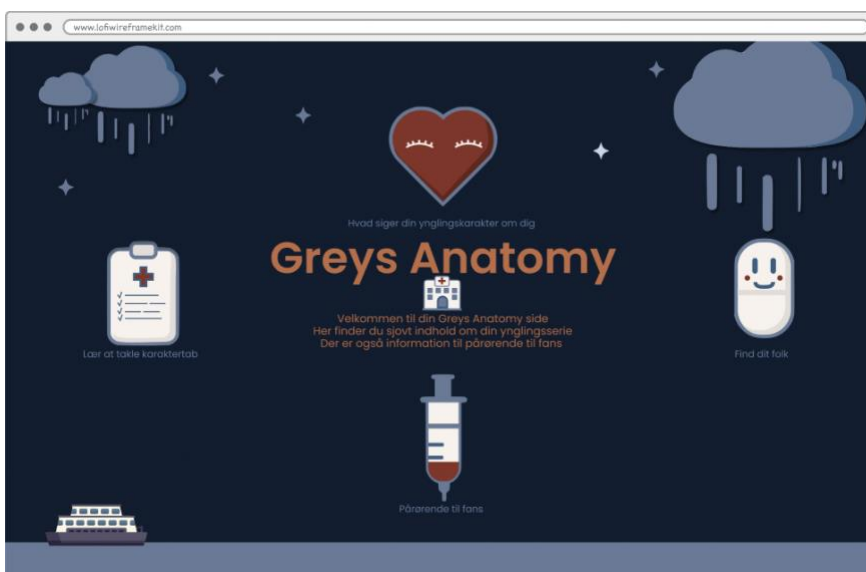 www.lofiwireframekit.com
Hvad siger din ynglingskarakter om dig
Greys Anatomy
Velkommen til din Greys Anatomy side
Her finder du sjovt indhold om din ynglingsserie
Der er også information til pårørende til fans
Lær at takle karaktertab
Find dit folk
Pårørende til fans